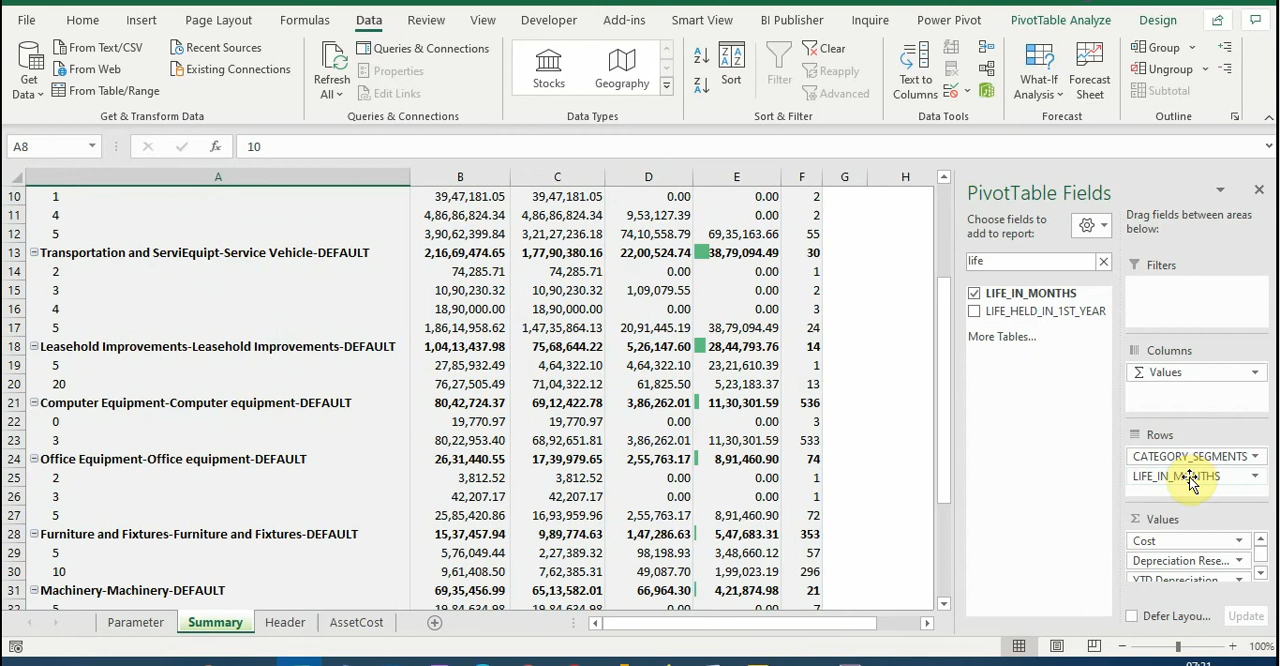 File Home Insert Page Layout Formulas Data Review View Developer Add-ins Smart View BI Publisher Inquire Power Pivot PivotTable Analyze Design
Get Data
From Text/CSV
From Web
From Table/Range
Recent Sources
Existing Connections
Get & Transform Data
Refresh All
Queries & Connections
Properties
Edit Links
Queries & Connections
Stocks Geography
Data Types
Sort
Filter
Clear
Reapply
Advanced
Sort & Filter
Text to Columns
Data Tools
What-If Analysis
Forecast Sheet
Forecast
Group
Ungroup
Subtotal
Outline
A8 fx 10
A B C D E F G H
10 1 39,47,181.05 39,47,181.05 0.00 0.00 2
11 4 4,86,86,824.34 4,86,86,824.34 9,53,127.39 0.00 2
12 5 3,90,62,399.84 3,21,27,236.18 74,10,558.79 69,35,163.66 55
13 Transportation and ServiEquipt-Service Vehicle-DEFAULT 2,16,69,474.65 1,77,90,380.16 22,00,524.74 38,79,094.49 30
14 2 74,285.71 74,285.71 0.00 0.00 1
15 3 10,90,230.32 10,90,230.32 1,09,079.55 0.00 2
16 4 18,90,000.00 18,90,000.00 0.00 0.00 3
17 5 1,86,14,958.62 1,47,35,864.13 20,91,445.19 38,79,094.49 24
18 Leasehold Improvements-Leasehold Improvements-DEFAULT 1,04,13,437.98 75,68,644.22 5,26,147.60 28,44,793.76 14
19 5 27,85,932.49 4,64,322.10 4,64,322.10 23,21,610.39 1
20 20 76,27,505.49 71,04,322.12 61,825.50 5,23,183.37 13
21 Computer Equipment-Computer equipment-DEFAULT 80,42,724.37 69,12,422.78 3,86,262.01 11,30,301.59 536
22 0 19,770.97 19,770.97 0.00 0.00 3
23 3 80,22,953.40 68,92,651.81 3,86,262.01 11,30,301.59 533
24 Office Equipment-Office equipment-DEFAULT 26,31,440.55 17,39,979.65 2,55,763.17 8,91,460.90 74
25 2 3,812.52 3,812.52 0.00 0.00 1
26 3 42,207.17 42,207.17 0.00 0.00 1
27 5 25,85,420.86 16,93,959.96 2,55,763.17 8,91,460.90 72
28 Furniture and Fixtures-Furniture and Fixtures-DEFAULT 15,37,457.94 9,89,774.63 1,47,286.63 5,47,683.31 353
29 5 5,76,049.44 2,27,389.32 98,198.93 3,48,660.12 57
30 10 9,61,408.50 7,62,385.31 49,087.70 1,99,023.19 296
31 Machinery-Machinery-DEFAULT 69,35,456.99 65,13,582.01 66,964.30 4,21,874.98 21
PivotTable Fields
Choose fields to add to report:
life
LIFE_IN_MONTHS
LIFE_HELD_IN_1ST_YEAR
More Tables...
Drag fields between areas below:
Filters
Columns
Σ Values
Rows
CATEGORY_SEGMENTS
LIFE_IN_MONTHS
Σ Values
Cost
Depreciation Rese...
YTD Depreciation
Defer Layou... Update
Parameter Summary Header AssetCost
100%